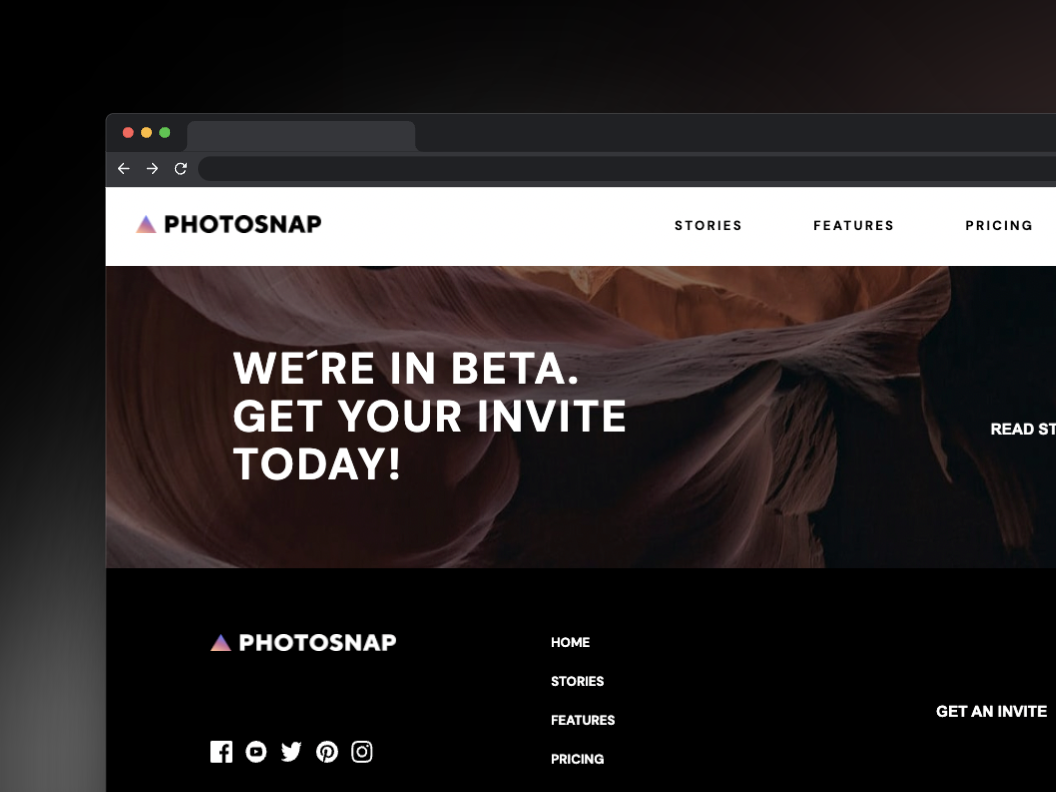 PHOTOSNAP
STORIES
FEATURES
PRICING
WE´RE IN BETA.
GET YOUR INVITE
TODAY!
READ ST
PHOTOSNAP
HOME
STORIES
FEATURES
PRICING
GET AN INVITE